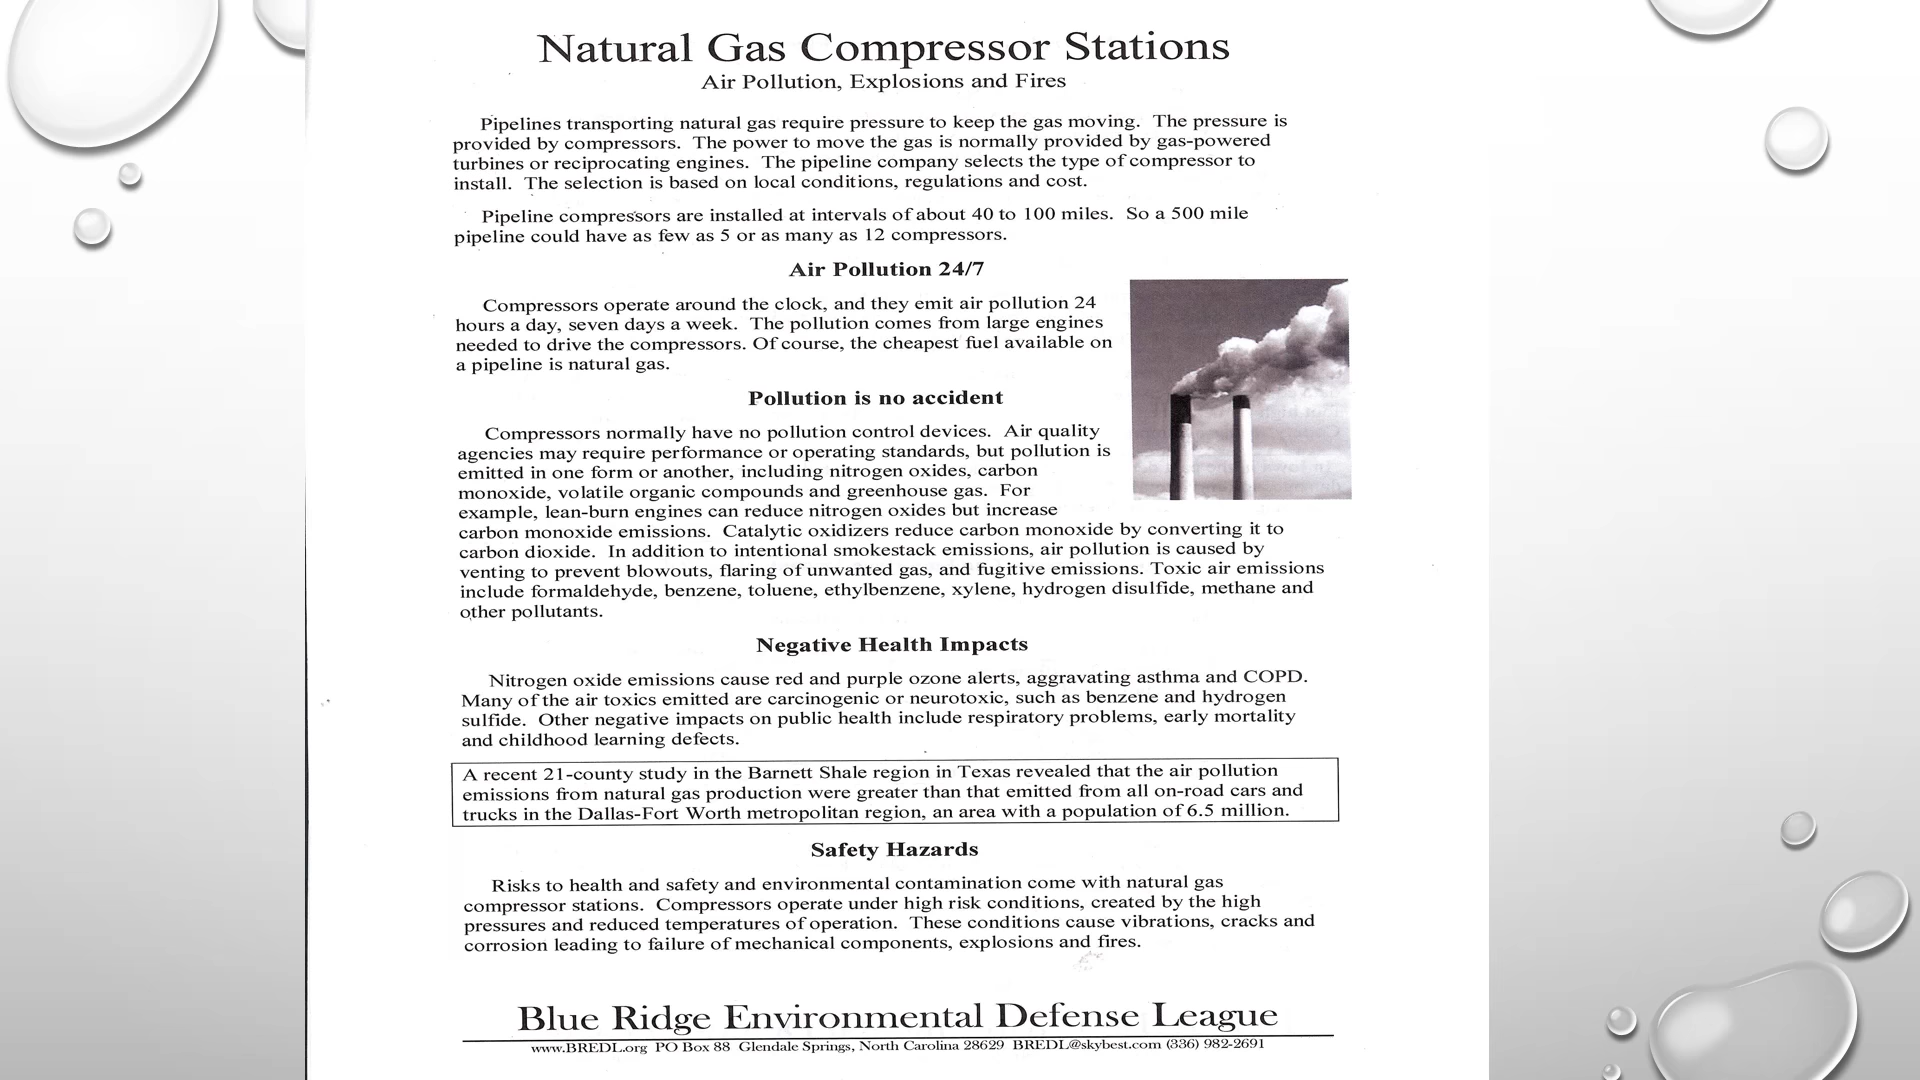 Natural Gas Compressor Stations
Air Pollution, Explosions and Fires
Pipelines transporting natural gas require pressure to keep the gas moving. The pressure is
provided by compressors. The power to move the gas is normally provided by gas-powered
turbines or reciprocating engines. The pipeline company selects the type of compressor to
install. The selection is based on local conditions, regulations and cost.
Pipeline compressors are installed at intervals of about 40 to 100 miles. So a 500 mile
pipeline could have as few as 5 or as many as 12 compressors.
Air Pollution 24/7
Compressors operate around the clock, and they emit air pollution 24
hours a day, seven days a week. The pollution comes from large engines
needed to drive the compressors. Of course, the cheapest fuel available on
a pipeline is natural gas.
Pollution is no accident
Compressors normally have no pollution control devices. Air quality
agencies may require performance or operating standards, but pollution is
emitted in one form or another, including nitrogen oxides, carbon
monoxide, volatile organic compounds and greenhouse gas. For
example, lean-burn engines can reduce nitrogen oxides but increase
carbon monoxide emissions. Catalytic oxidizers reduce carbon monoxide by converting it to
carbon dioxide. In addition to intentional smokestack emissions, air pollution is caused by
venting to prevent blowouts, flaring of unwanted gas, and fugitive emissions. Toxic air emissions
include formaldehyde, benzene, toluene, ethylbenzene, xylene, hydrogen disulfide, methane and
other pollutants.
Negative Health Impacts
Nitrogen oxide emissions cause red and purple ozone alerts, aggravating asthma and COPD.
Many of the air toxics emitted are carcinogenic or neurotoxic, such as benzene and hydrogen
sulfide. Other negative impacts on public health include respiratory problems, early mortality
and childhood learning defects.
A recent 21-county study in the Barnett Shale region in Texas revealed that the air pollution
emissions from natural gas production were greater than that emitted from all on-road cars and
trucks in the Dallas-Fort Worth metropolitan region, an area with a population of 6.5 million.
Safety Hazards
Risks to health and safety and environmental contamination come with natural gas
compressor stations. Compressors operate under high risk conditions, created by the high
pressures and reduced temperatures of operation. These conditions cause vibrations, cracks and
corrosion leading to failure of mechanical components, explosions and fires.
Blue Ridge Environmental Defense League
www.BREDL.org PO Box 88 Glendale Springs, North Carolina 28629 BREDL@skybest.com (336) 982-2691